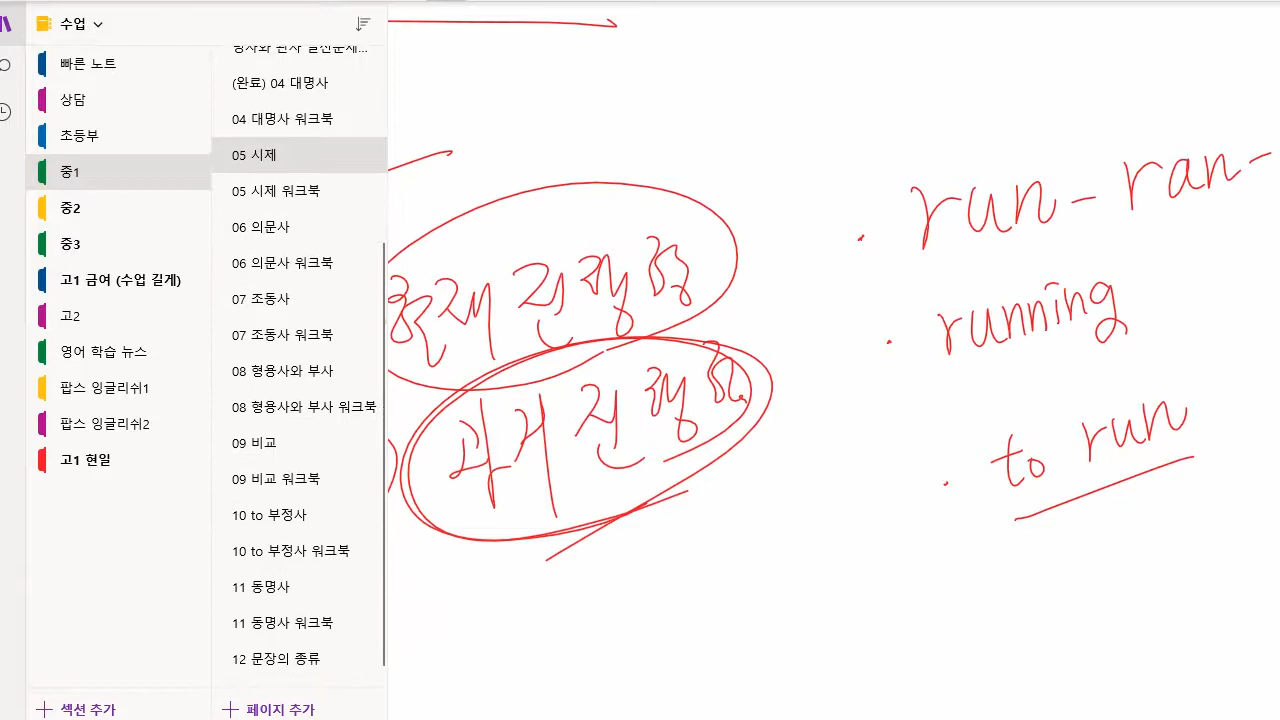 수업
빠른 노트
상담
초등부
중1
중2
중3
고1 금여 (수업 길게)
고2
영어 학습 뉴스
팝스 잉글리쉬1
팝스 잉글리쉬2
고1 현일
섹션 추가
(완료) 04 대명사
04 대명사 워크북
05 시제
05 시제 워크북
06 의문사
06 의문사 워크북
07 조동사
07 조동사 워크북
08 형용사와 부사
08 형용사와 부사 워크북
09 비교
09 비교 워크북
10 to 부정사
10 to 부정사 워크북
11 동명사
11 동명사 워크북
12 문장의 종류
페이지 추가
현재 진행형
과거 진행형
· run - ran -
· running
· to run